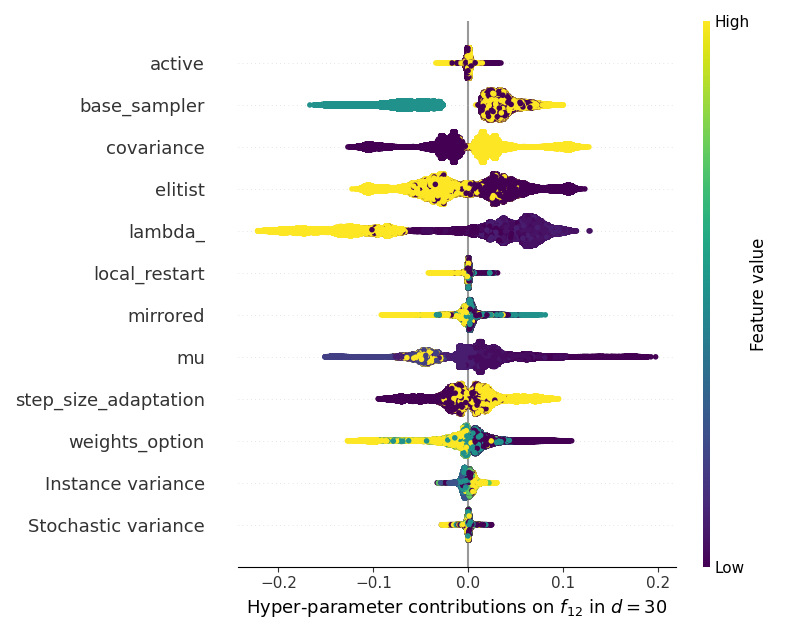 High
active
base_sampler
covariance
elitist
lambda_
local_restart
mirrored
mu
step_size_adaptation
weights_option
Instance variance
Stochastic variance
Feature value
Low
−0.2 −0.1 0.0 0.1 0.2
Hyper-parameter contributions on f₁₂ in d = 30